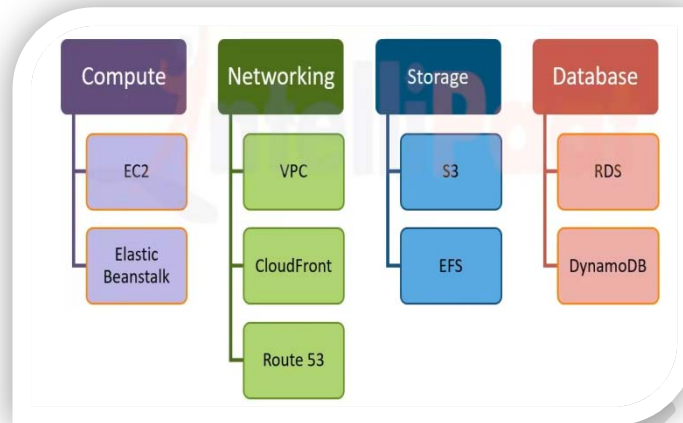 Compute
Networking
Storage
Database
EC2
VPC
S3
RDS
Elastic
Beanstalk
CloudFront
EFS
DynamoDB
Route 53